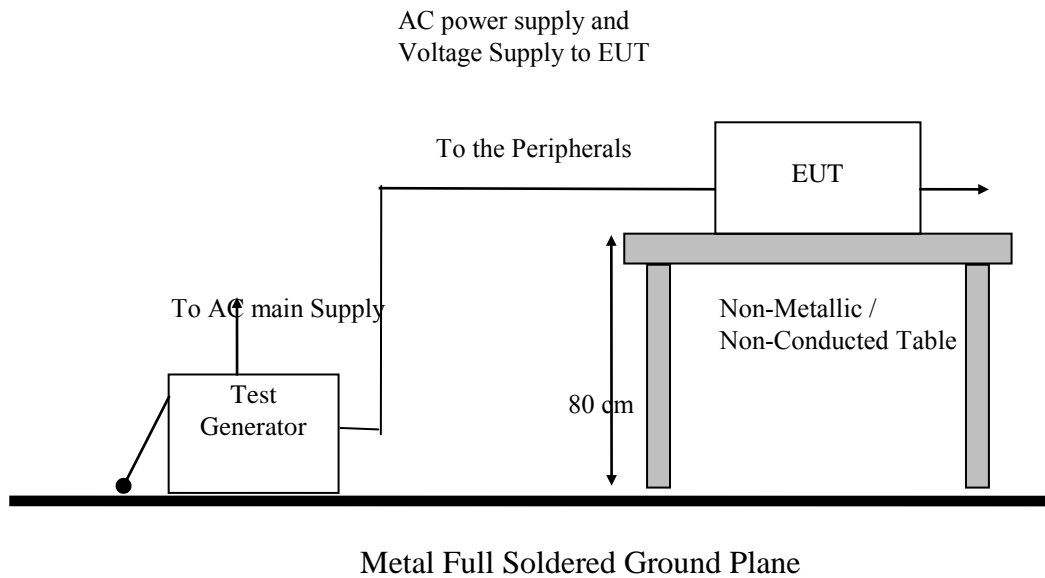 AC power supply and
Voltage Supply to EUT
To the Peripherals
EUT
To AC main Supply
Non-Metallic /
Non-Conducted Table
Test
Generator
80 cm
Metal Full Soldered Ground Plane